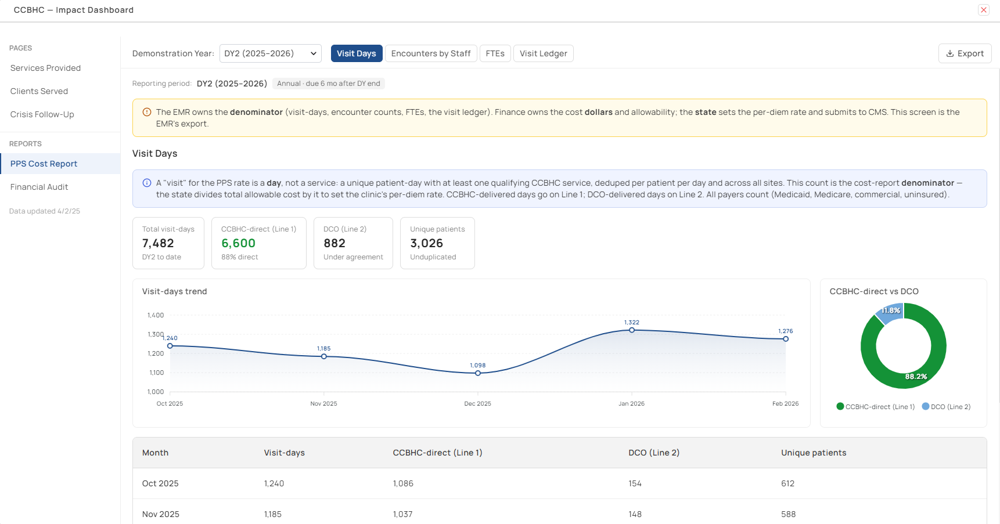 CCBHC — Impact Dashboard
PAGES
Services Provided
Clients Served
Crisis Follow-Up
REPORTS
PPS Cost Report
Financial Audit
Data updated 4/2/25
Demonstration Year:
DY2 (2025–2026)
Visit Days
Encounters by Staff
FTEs
Visit Ledger
Export
Reporting period: DY2 (2025–2026) Annual · due 6 mo after DY end
The EMR owns the denominator (visit-days, encounter counts, FTEs, the visit ledger). Finance owns the cost dollars and allowability; the state sets the per-diem rate and submits to CMS. This screen is the
EMR's export.
Visit Days
A "visit" for the PPS rate is a day, not a service: a unique patient-day with at least one qualifying CCBHC service, deduped per patient per day and across all sites. This count is the cost-report denominator —
the state divides total allowable cost by it to set the clinic's per-diem rate. CCBHC-delivered days go on Line 1; DCO-delivered days on Line 2. All payers count (Medicaid, Medicare, commercial, uninsured).
Total visit-days
7,482
DY2 to date
CCBHC-direct (Line 1)
6,600
88% direct
DCO (Line 2)
882
Under agreement
Unique patients
3,026
Unduplicated
Visit-days trend
1,400
1,300
1,200
1,100
1,000
1,240
1,185
1,098
1,322
1,276
Oct 2025
Nov 2025
Dec 2025
Jan 2026
Feb 2026
CCBHC-direct vs DCO
11.8%
88.2%
CCBHC-direct (Line 1)
DCO (Line 2)
Month Visit-days CCBHC-direct (Line 1) DCO (Line 2) Unique patients
Oct 2025 1,240 1,086 154 612
Nov 2025 1,185 1,037 148 588